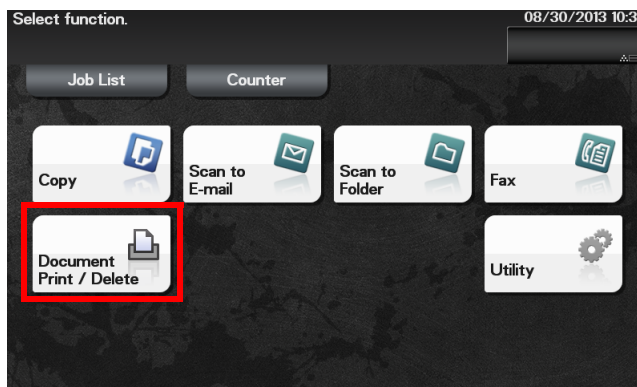 Select function.
08/30/2013 10:3
Job List
Counter
Copy
Scan to
E-mail
Scan to
Folder
Fax
Document
Print / Delete
Utility